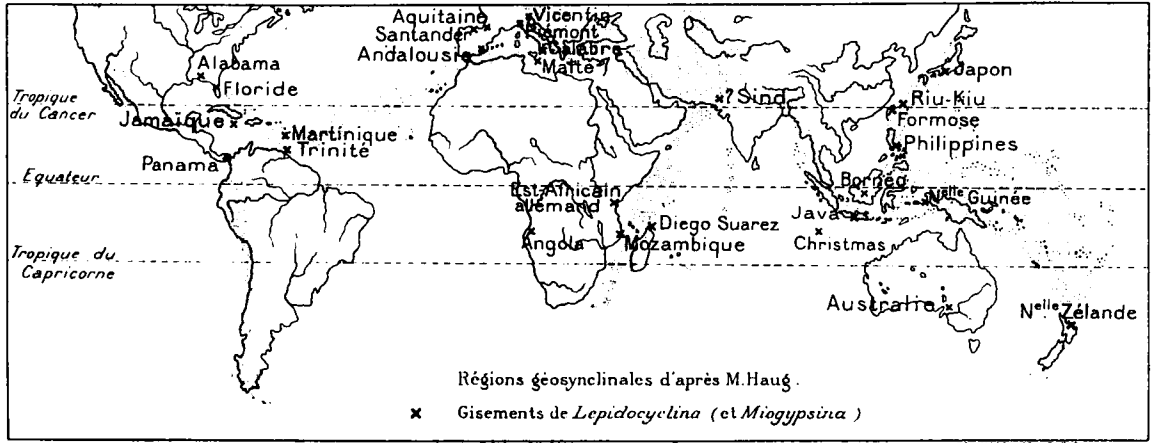 Aquitaine
Vicentin
Santander
Piémont
Andalousie
Calabre
Malte
Alabama
Floride
Japon
Tropique
du Cancer
? Sind
Riu-Kiu
Formose
Jamaïque
Martinique
Trinité
Philippines
Panama
Equateur
Bornéo
Est Africain
allemand
Nelle Guinée
Java
Diego Suarez
Angola
Mozambique
Christmas
Tropique du
Capricorne
Australie
Nelle Zélande
Régions géosynclinales d'après M. Haug.
× Gisements de Lepidocyclina (et Miogypsina)